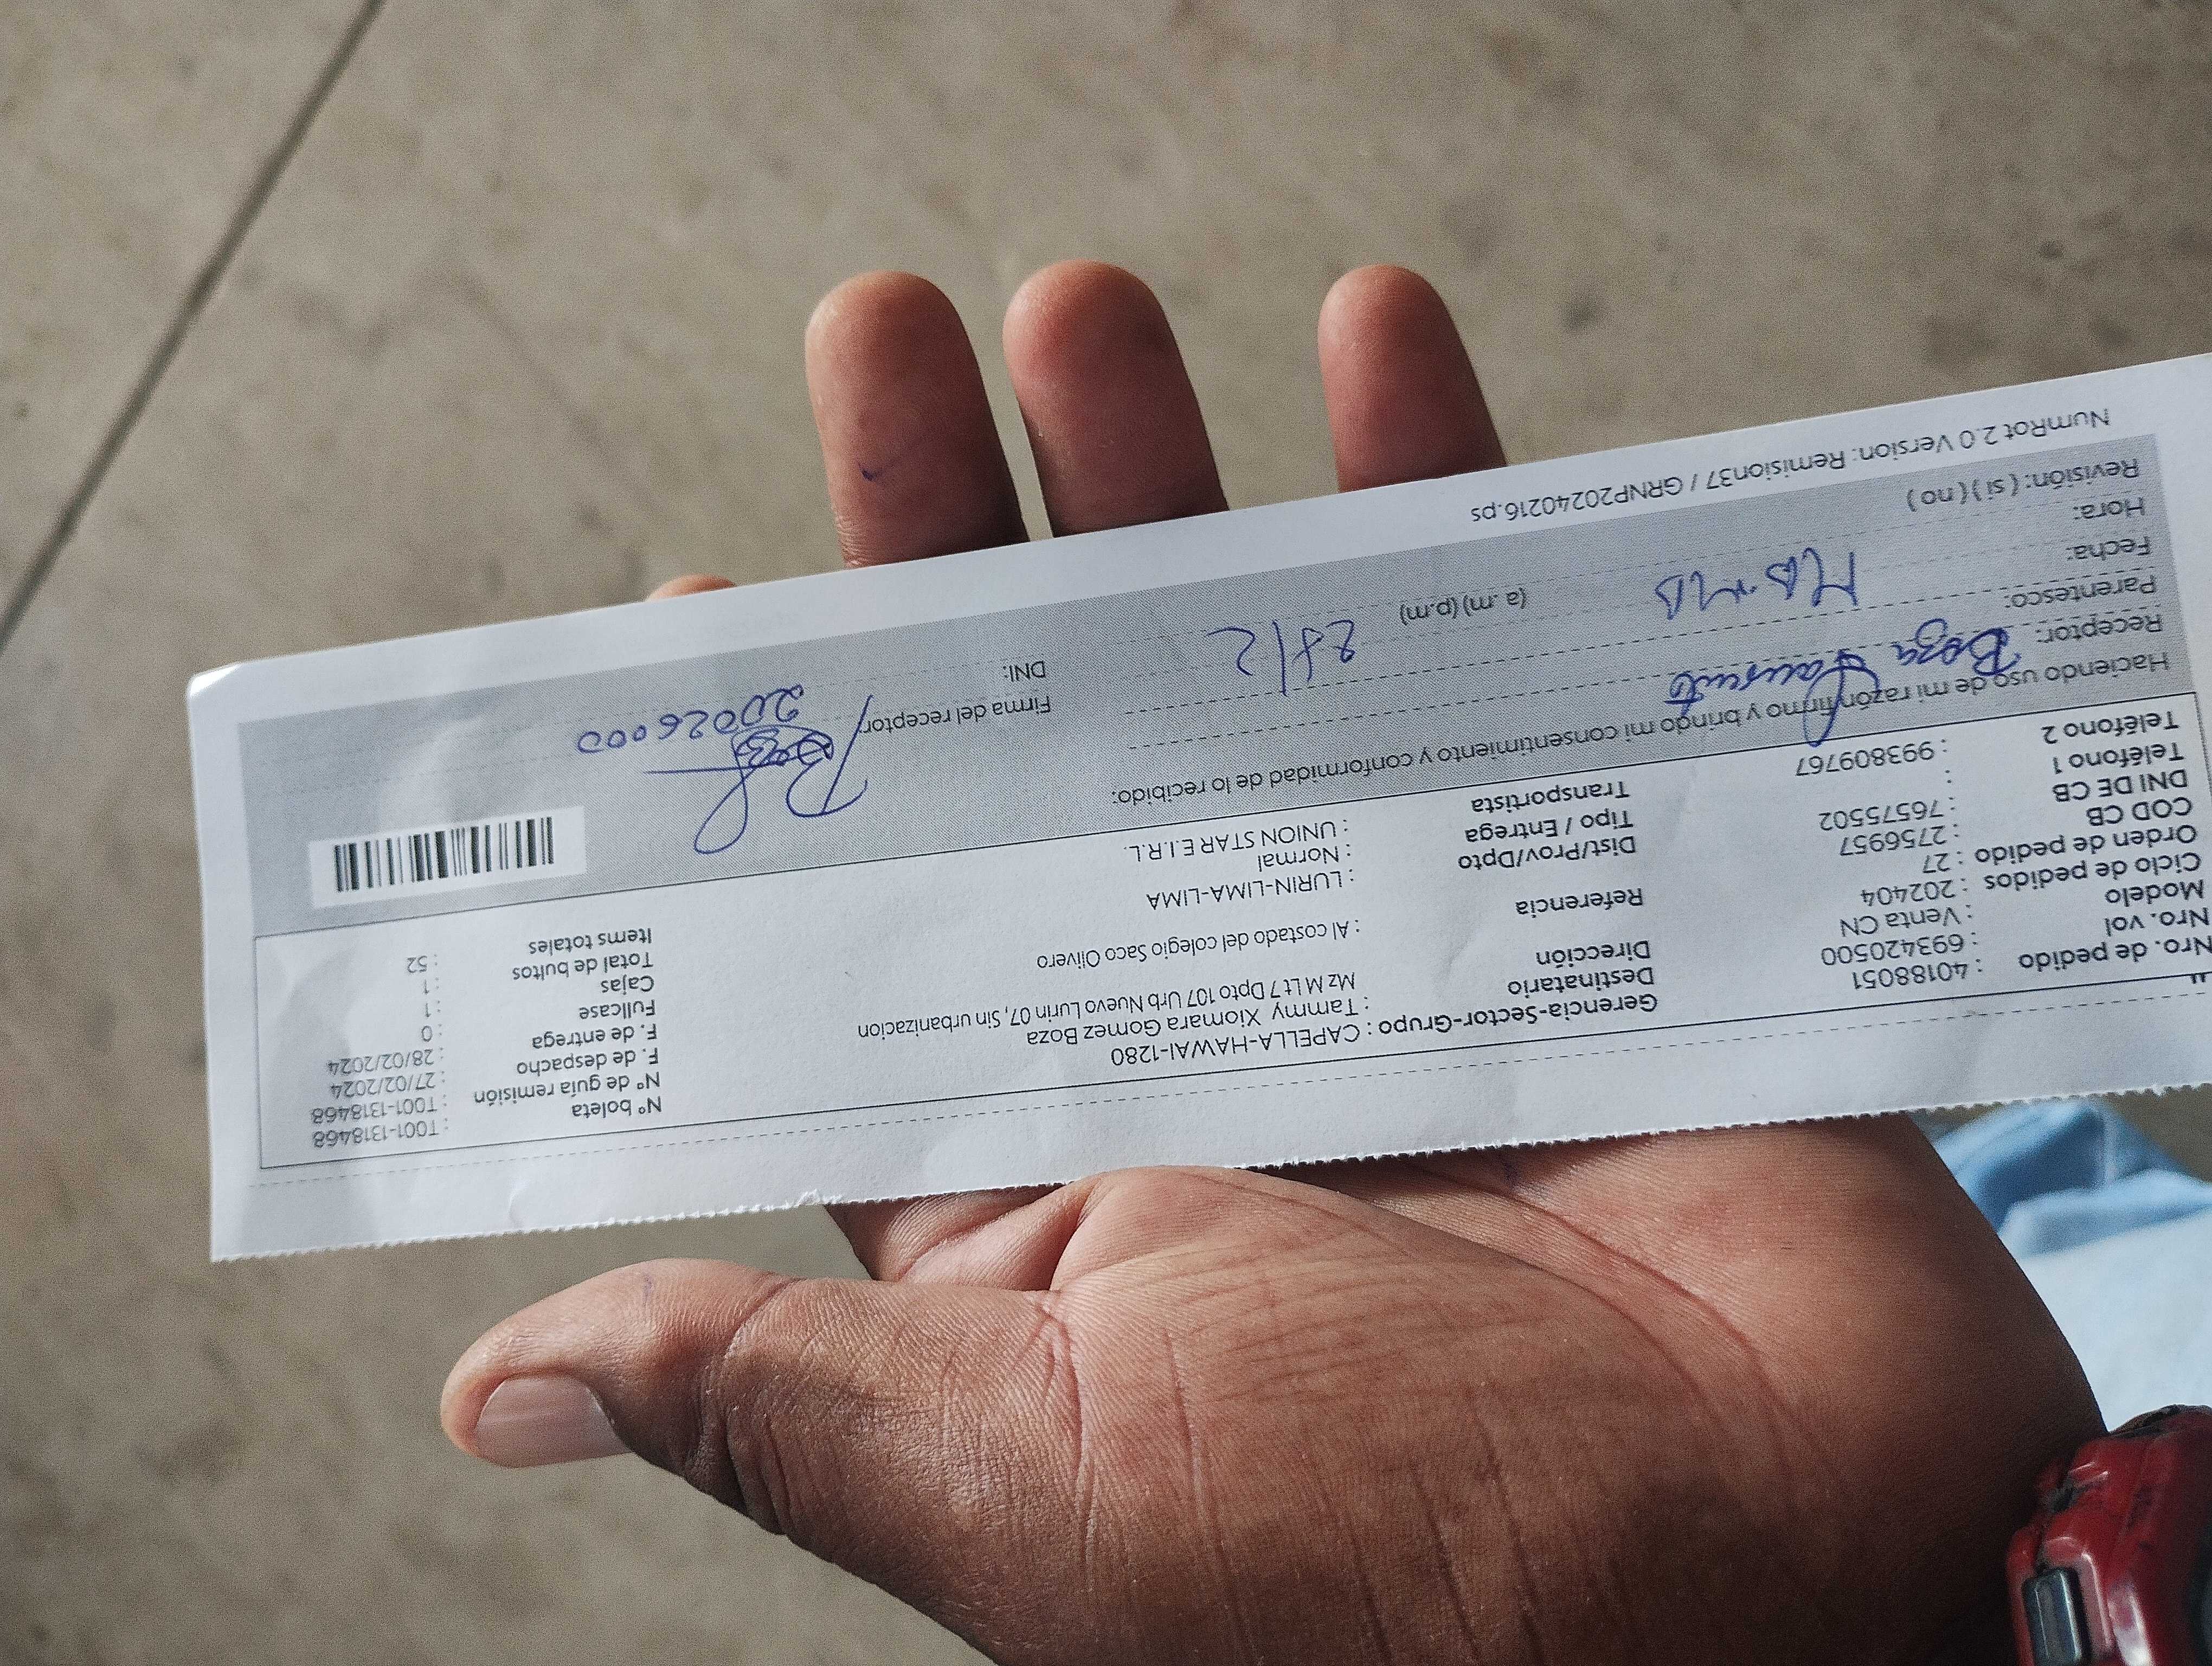 Nro. de pedido : 40188051
Nro. vol : 693420500
Modelo : Venta CN
Ciclo de pedidos : 202404
Orden de pedido : 27
COD CB : 2756957
DNI DE CB : 76575502
Teléfono 1 :
Teléfono 2 : 993809767
Gerencia-Sector-Grupo : CAPELLA-HAWAI-1280
Destinatario : Tammy Xiomara Gomez Boza
Dirección Mz M Lt 7 Dpto 107 Urb Nuevo Lurin 07, Sin urbanizacion
Referencia : Al costado del colegio Saco Olivero
Dist/Prov/Dpto : LURIN-LIMA-LIMA
Tipo / Entrega : Normal
Transportista : UNION STAR E.I.R.L.
Nº boleta : T001-1318468
Nº de guía remisión : T001-1318468
F. de despacho : 27/02/2024
F. de entrega : 28/02/2024
Fullcase : 0
Cajas : 1
Total de bultos : 1
Items totales : 52
Haciendo uso de mi razón firmo y brindo mi consentimiento y conformidad de lo recibido:
Receptor: Boza
Parentesco: MAMA
Fecha: 28/2
Hora: (a.m) (p.m)
Revisión: (si) (no)
Firma del receptor
DNI: 20026000
NumRot 2.0 Version: Remision37 / GRNP20240216.ps